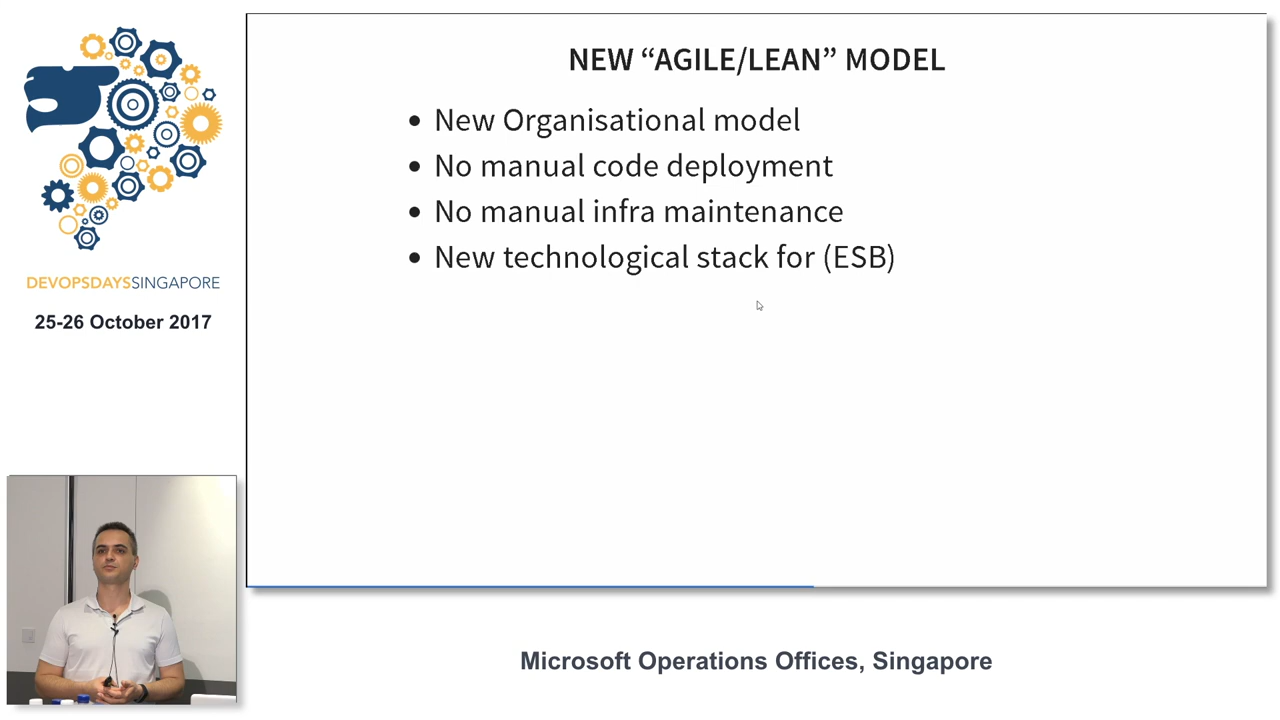 NEW “AGILE/LEAN” MODEL
• New Organisational model
• No manual code deployment
• No manual infra maintenance
• New technological stack for (ESB)
DEVOPSDAYSSINGAPORE
25-26 October 2017
Microsoft Operations Offices, Singapore